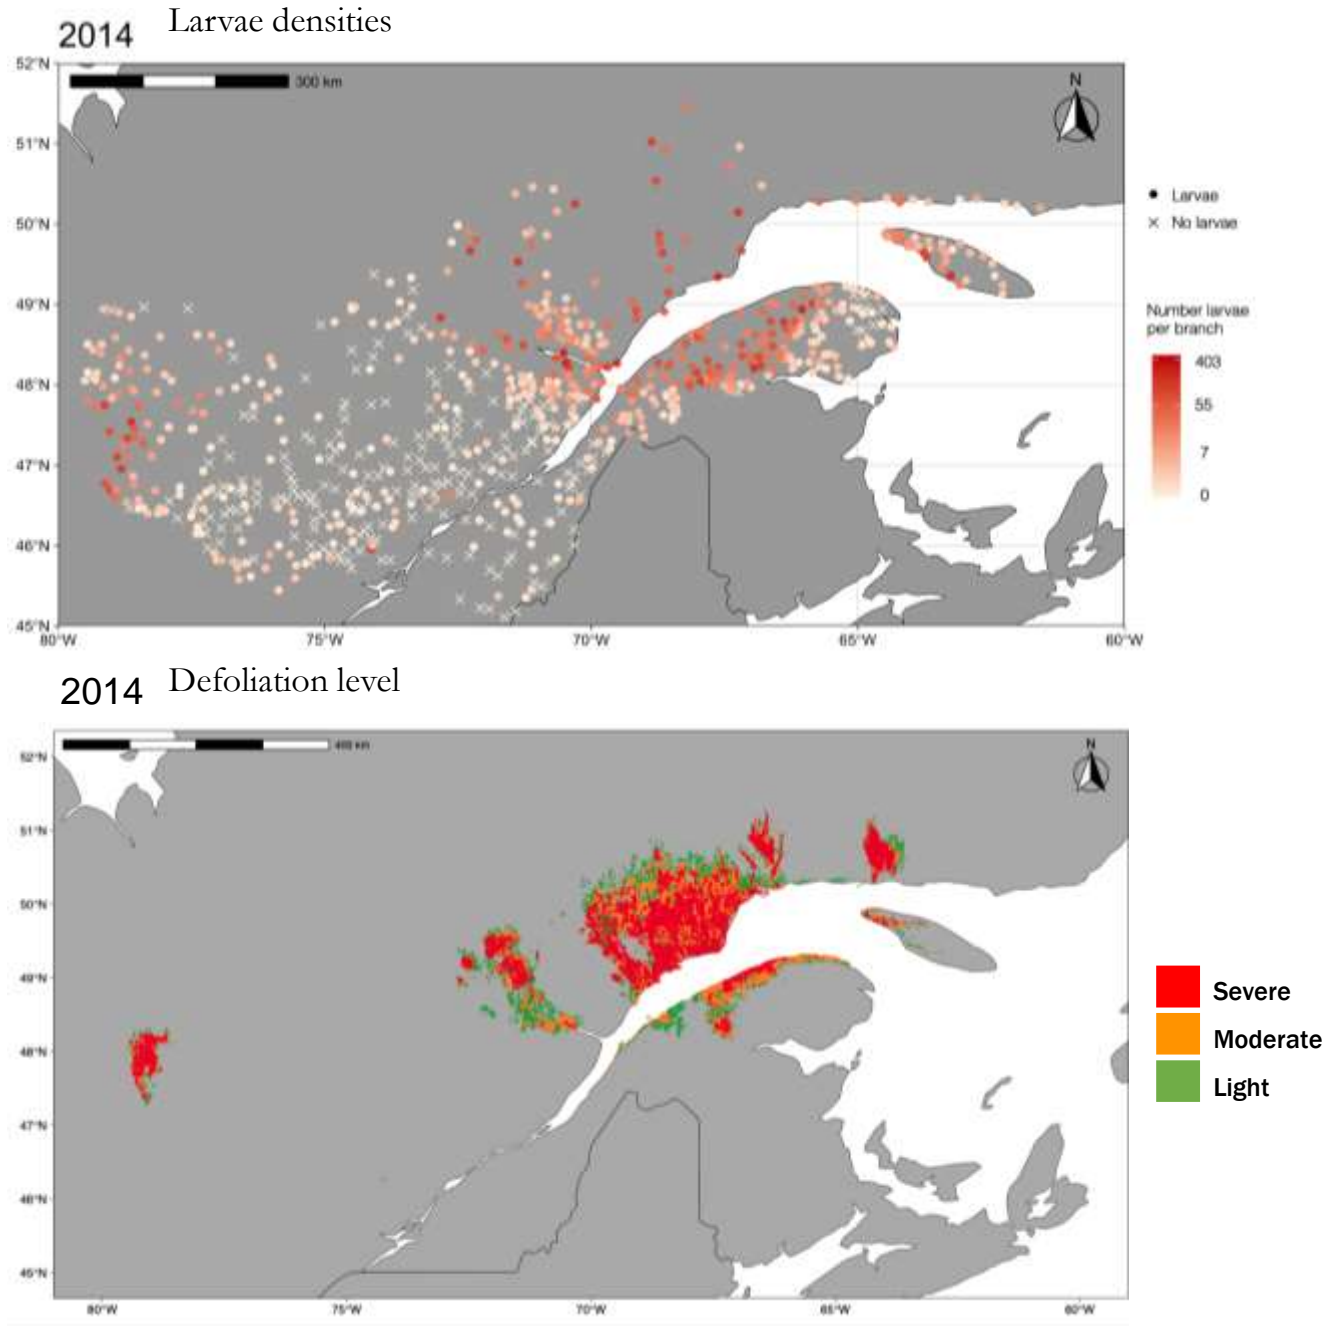 2014 Larvae densities
52°N
300 km
N
51°N
50°N
49°N
48°N
47°N
46°N
45°N
80°W 75°W 70°W 65°W 60°W
Larvae
No larvae
Number larvae
per branch
403
55
7
0
2014 Defoliation level
52°N
400 km
N
51°N
50°N
49°N
48°N
47°N
46°N
45°N
80°W 75°W 70°W 65°W 60°W
Severe
Moderate
Light